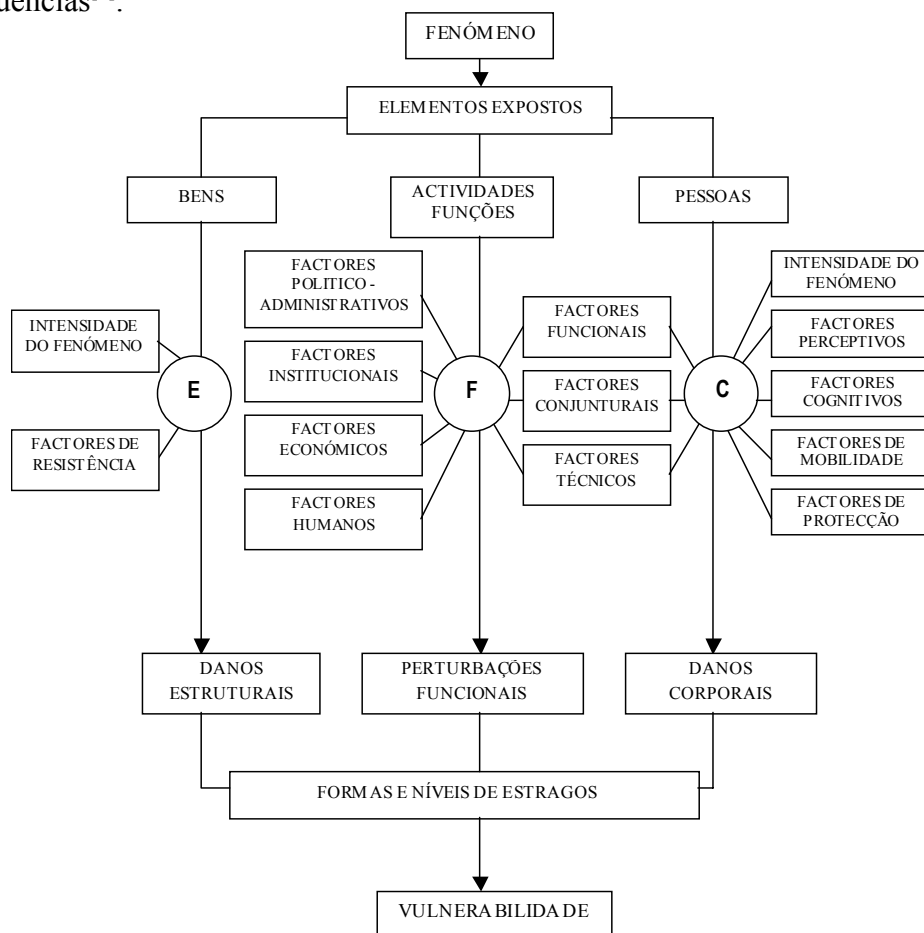 FENÓMENO
ELEMENTOS EXPOSTOS
BENS
ACTIVIDADES
FUNÇÕES
PESSOAS
INTENSIDADE
DO FENÓMENO
FACTORES DE
RESISTÊNCIA
E
FACTORES
POLITICO -
ADMINISTRATIVOS
FACTORES
INSTITUCIONAIS
FACTORES
ECONÓMICOS
FACTORES
HUMANOS
F
FACTORES
FUNCIONAIS
FACTORES
CONJUNTURAIS
FACTORES
TÉCNICOS
C
INTENSIDADE DO
FENÓMENO
FACTORES
PERCEPTIVOS
FACTORES
COGNITIVOS
FACTORES DE
MOBILIDADE
FACTORES DE
PROTECÇÃO
DANOS
ESTRUTURAIS
PERTURBAÇÕES
FUNCIONAIS
DANOS
CORPORAIS
FORMAS E NÍVEIS DE ESTRAGOS
VULNERABILIDADE